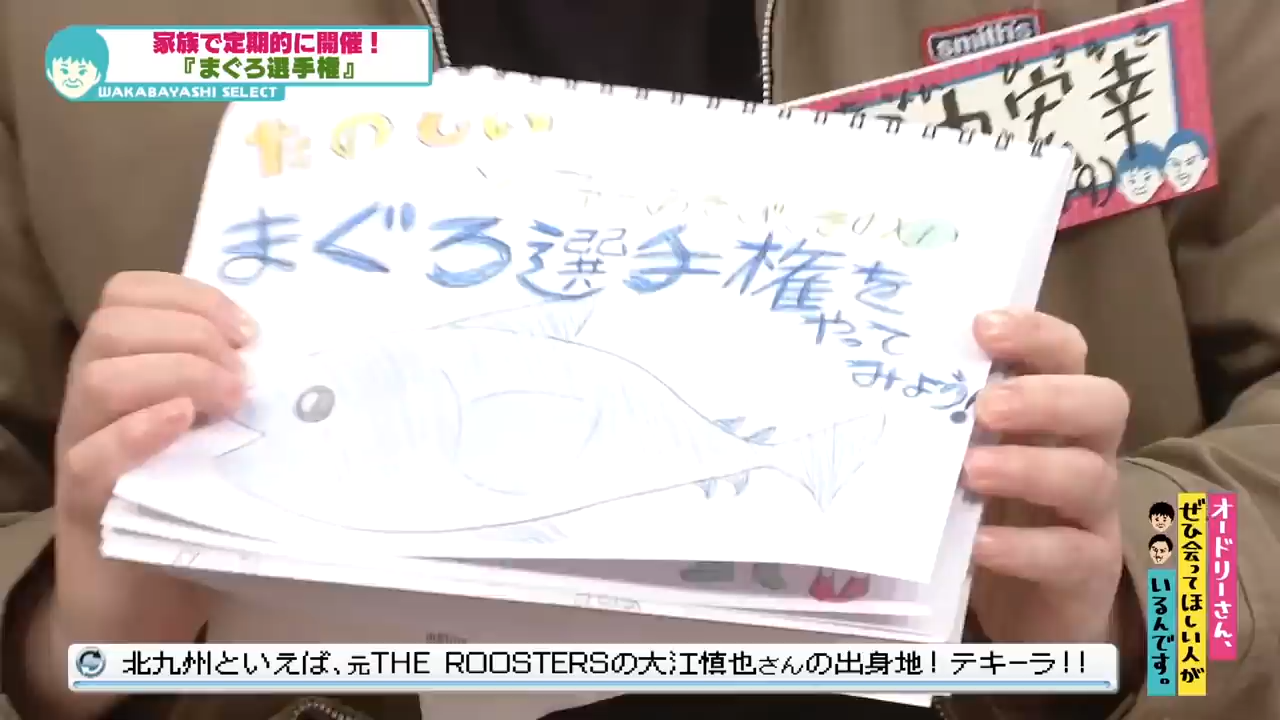 家族で定期的に開催！
『まぐろ選手権』
WAKABAYASHI SELECT
smiths
幸
たのしい
まぐろ選手権を
やって
みよう!
オードリーさん、
ぜひ会ってほしい人が
いるんです。
北九州といえば、元THE ROOSTERSの大江慎也さんの出身地！テキーラ！！